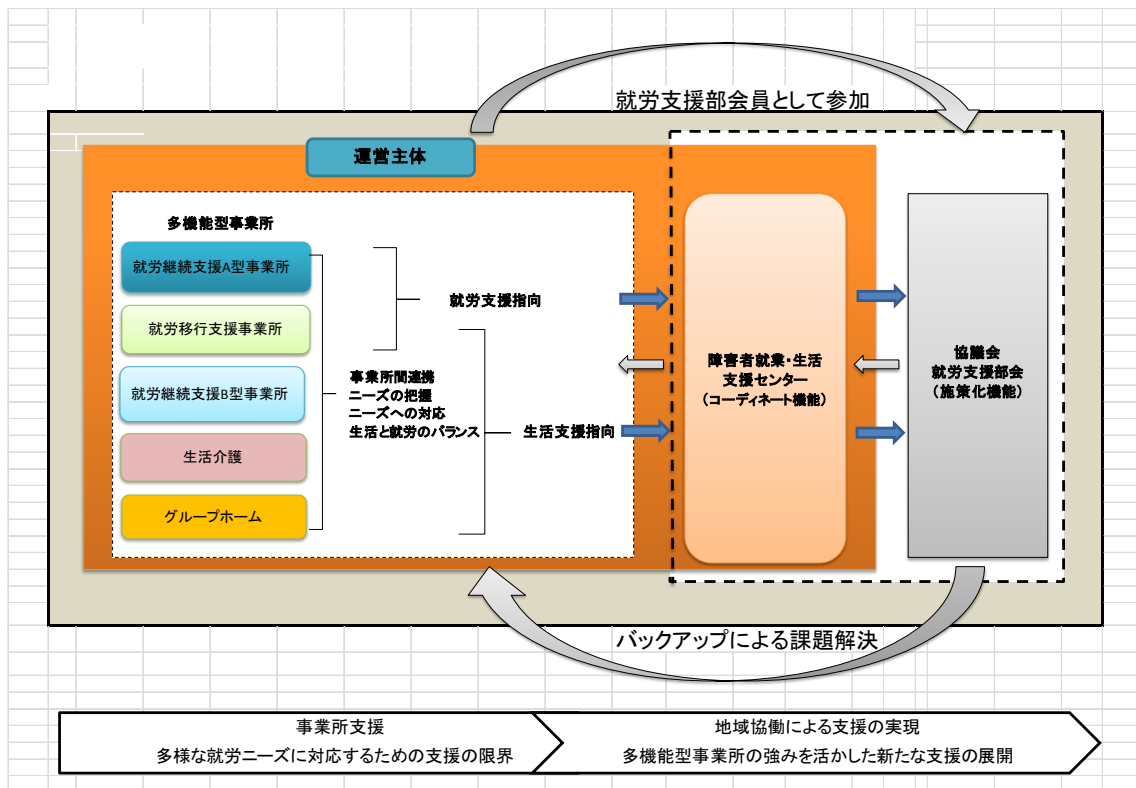 就労支援部会員として参加
運営主体
多機能型事業所
就労継続支援A型事業所
就労移行支援事業所
就労継続支援B型事業所
生活介護
グループホーム
事業所間連携
ニーズの把握
ニーズへの対応
生活と就労のバランス
就労支援指向
生活支援指向
障害者就業・生活
支援センター
（コーディネート機能）
協議会
就労支援部会
（施策化機能）
バックアップによる課題解決
事業所支援
多様な就労ニーズに対応するための支援の限界
地域協働による支援の実現
多機能型事業所の強みを活かした新たな支援の展開